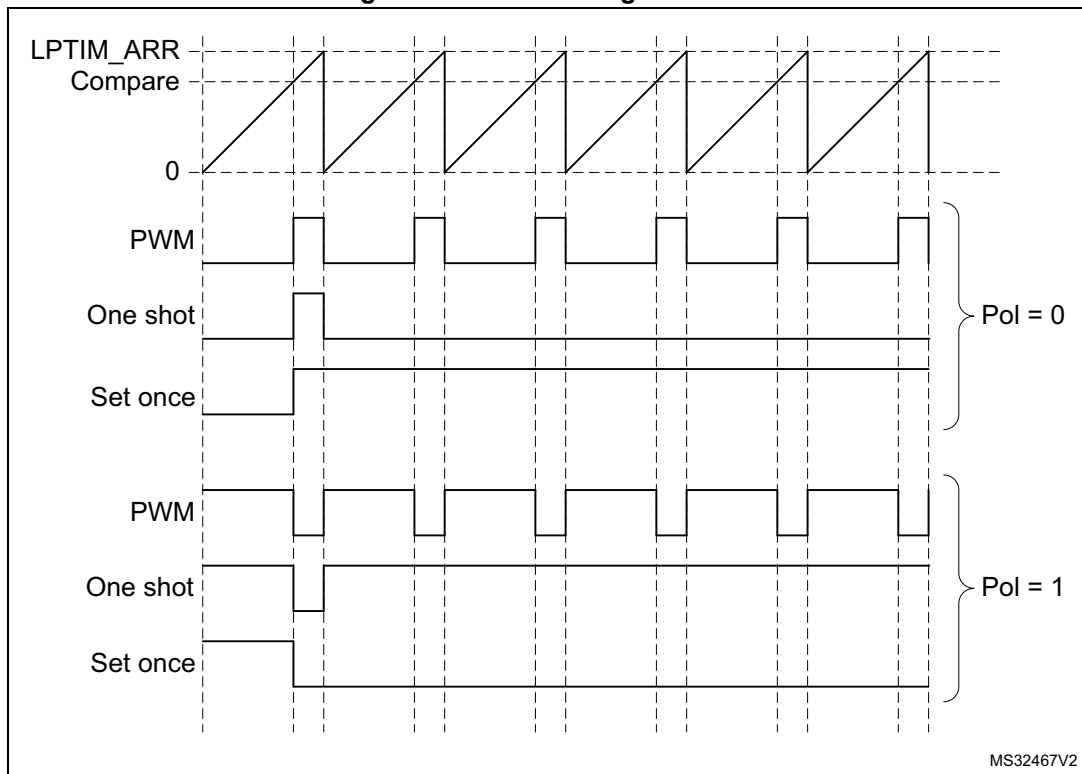 LPTIM_ARR
Compare
0
PWM
One shot
Set once
Pol = 0
PWM
One shot
Set once
Pol = 1
MS32467V2